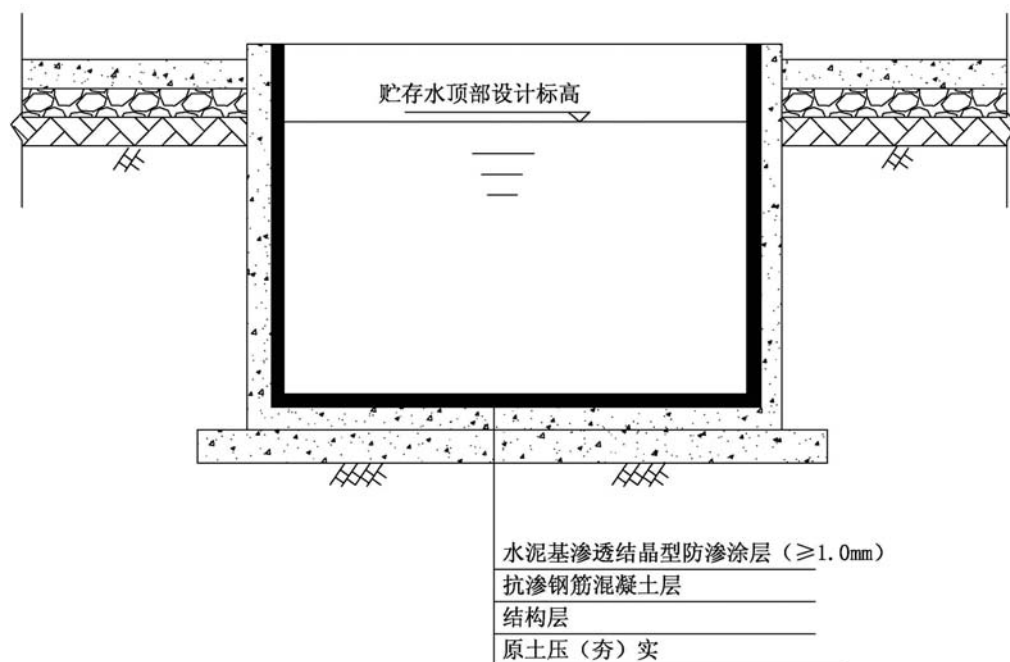 贮存水顶部设计标高
水泥基渗透结晶型防渗涂层（≥1.0mm）
抗渗钢筋混凝土层
结构层
原土压（夯）实